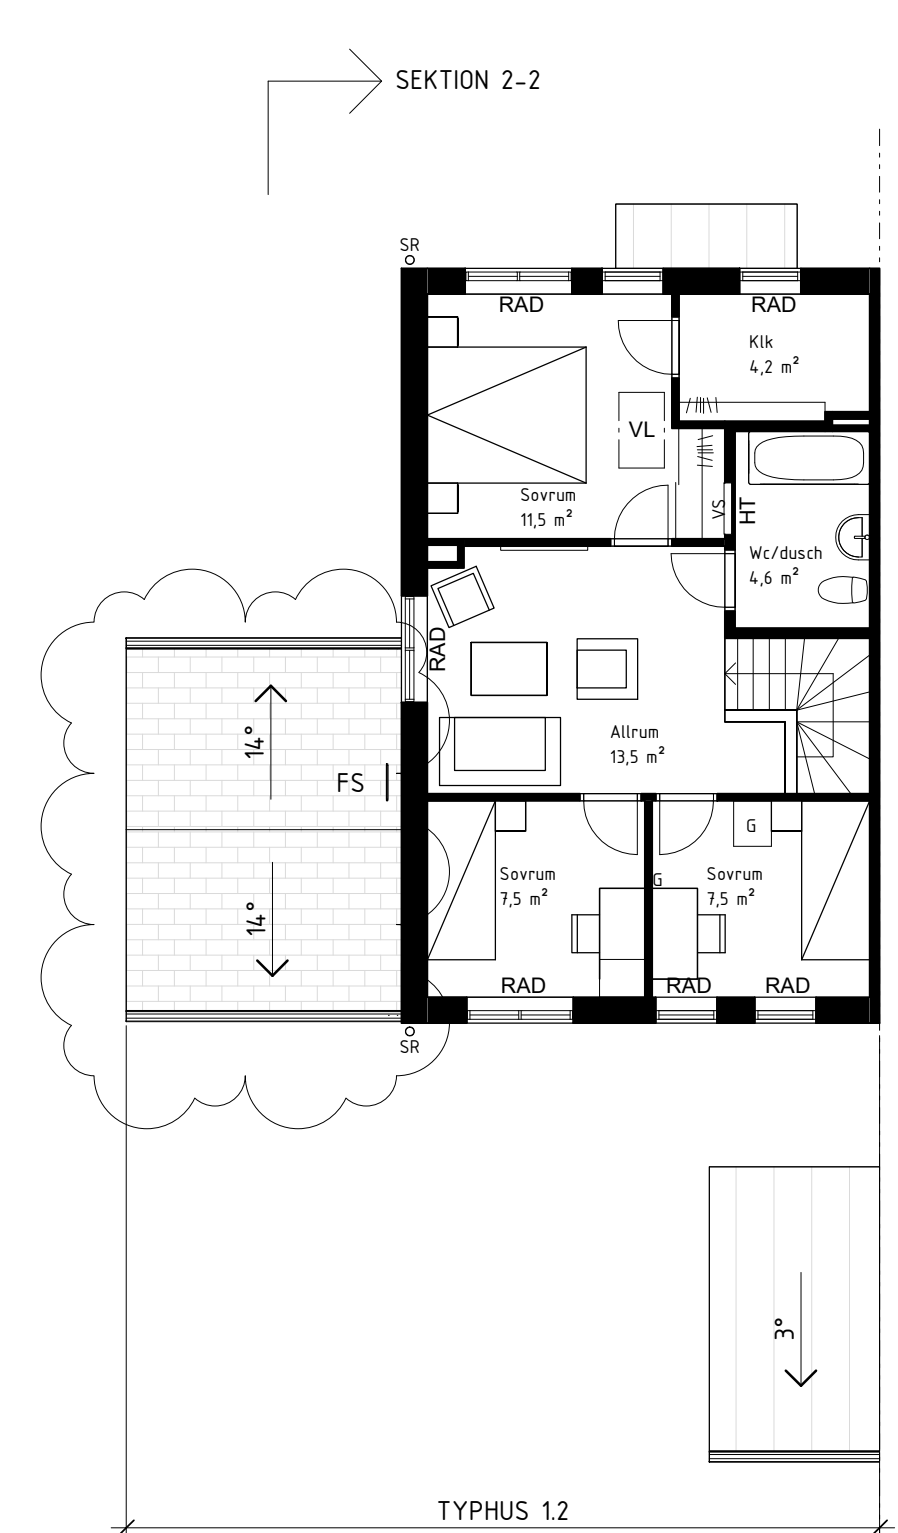 SEKTION 2-2
SR
RAD
RAD
Klk
4,2 m²
VL
Sovrum
11,5 m²
VS
HT
Wc/dusch
4,6 m²
RAD
14°
Allrum
13,5 m²
FS
G
Sovrum
7,5 m²
G
Sovrum
7,5 m²
14°
RAD
RAD
RAD
SR
3°
TYPHUS 1.2